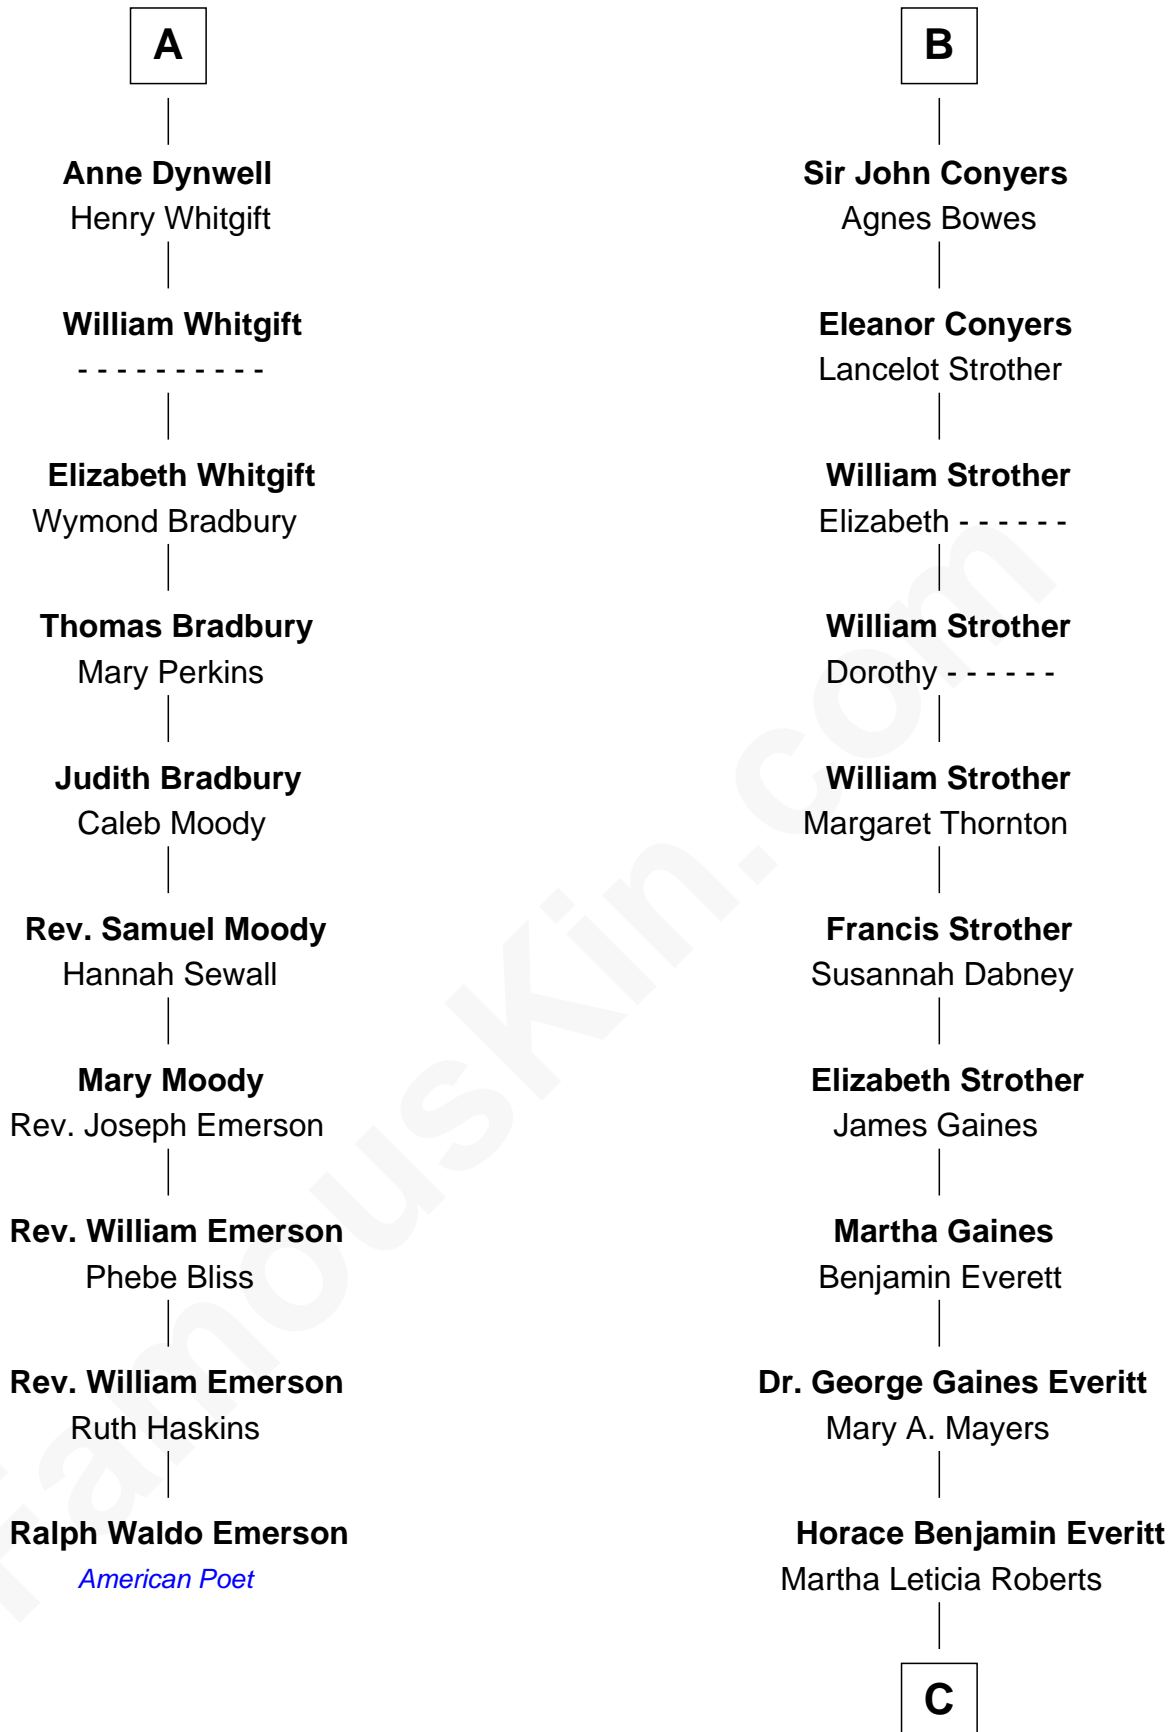 A
Anne Dynwell
Henry Whitgift
William Whitgift
- - - - - - - - - -
Elizabeth Whitgift
Wymond Bradbury
Thomas Bradbury
Mary Perkins
Judith Bradbury
Caleb Moody
Rev. Samuel Moody
Hannah Sewall
Mary Moody
Rev. Joseph Emerson
Rev. William Emerson
Phebe Bliss
Rev. William Emerson
Ruth Haskins
Ralph Waldo Emerson
American Poet
B
Sir John Conyers
Agnes Bowes
Eleanor Conyers
Lancelot Strother
William Strother
Elizabeth - - - - - -
William Strother
Dorothy - - - - - -
William Strother
Margaret Thornton
Francis Strother
Susannah Dabney
Elizabeth Strother
James Gaines
Martha Gaines
Benjamin Everett
Dr. George Gaines Everitt
Mary A. Mayers
Horace Benjamin Everitt
Martha Leticia Roberts
C
FamousKin.com